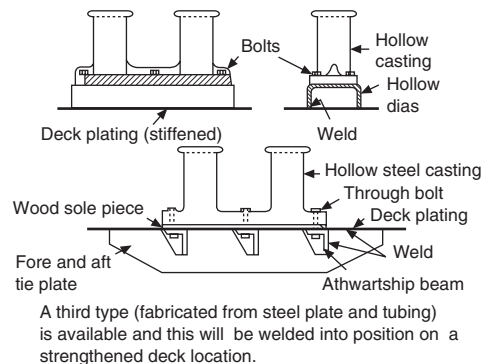 Bolts
Hollow
casting
Hollow
dias
Deck plating (stiffened)
Weld
Hollow steel casting
Through bolt
Wood sole piece
Deck plating
Fore and aft
tie plate
Weld
Athwartship beam
A third type (fabricated from steel plate and tubing)
is available and this will be welded into position on a
strengthened deck location.